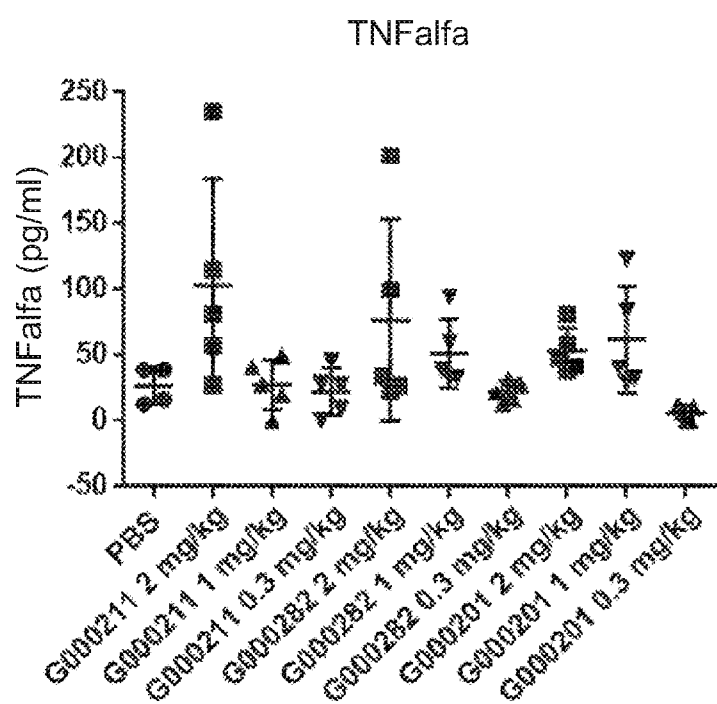 TNFalfa
TNFalfa (pg/ml)
250
200
150
100
50
0
-50
PBS
G000211 2 mg/kg
G000211 1 mg/kg
G000211 0.3 mg/kg
G000282 2 mg/kg
G000282 1 mg/kg
G000282 0.3 mg/kg
G000201 2 mg/kg
G000201 1 mg/kg
G000201 0.3 mg/kg